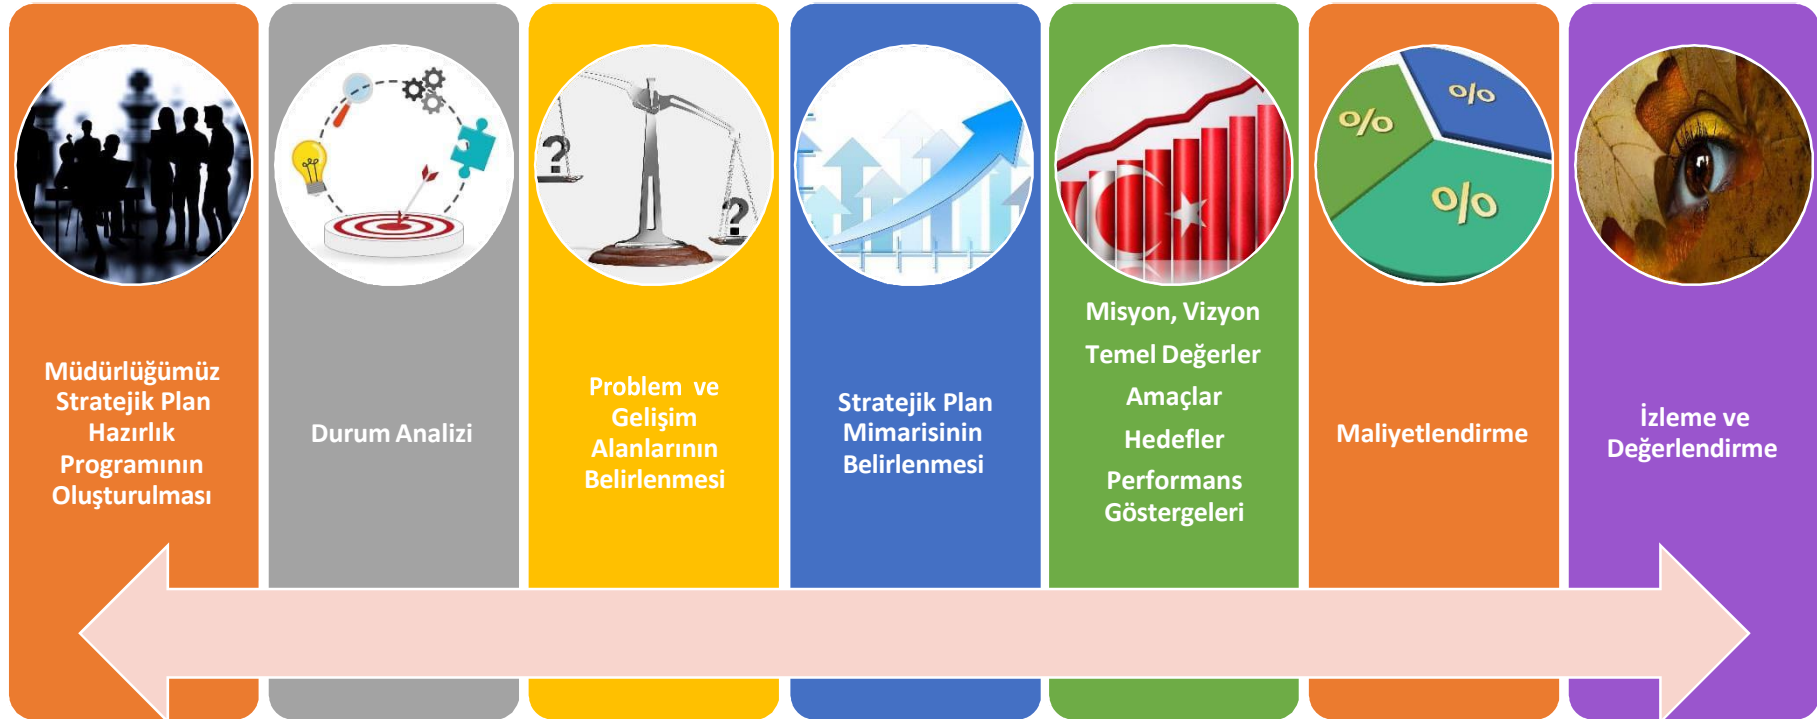 Müdürlüğümüz
Stratejik Plan
Hazırlık
Programının
Oluşturulması
Durum Analizi
?
?
Problem ve
Gelişim
Alanlarının
Belirlenmesi
Stratejik Plan
Mimarisinin
Belirlenmesi
Misyon, Vizyon
Temel Değerler
Amaçlar
Hedefler
Performans
Göstergeleri
%
%
%
Maliyetlendirme
İzleme ve
Değerlendirme